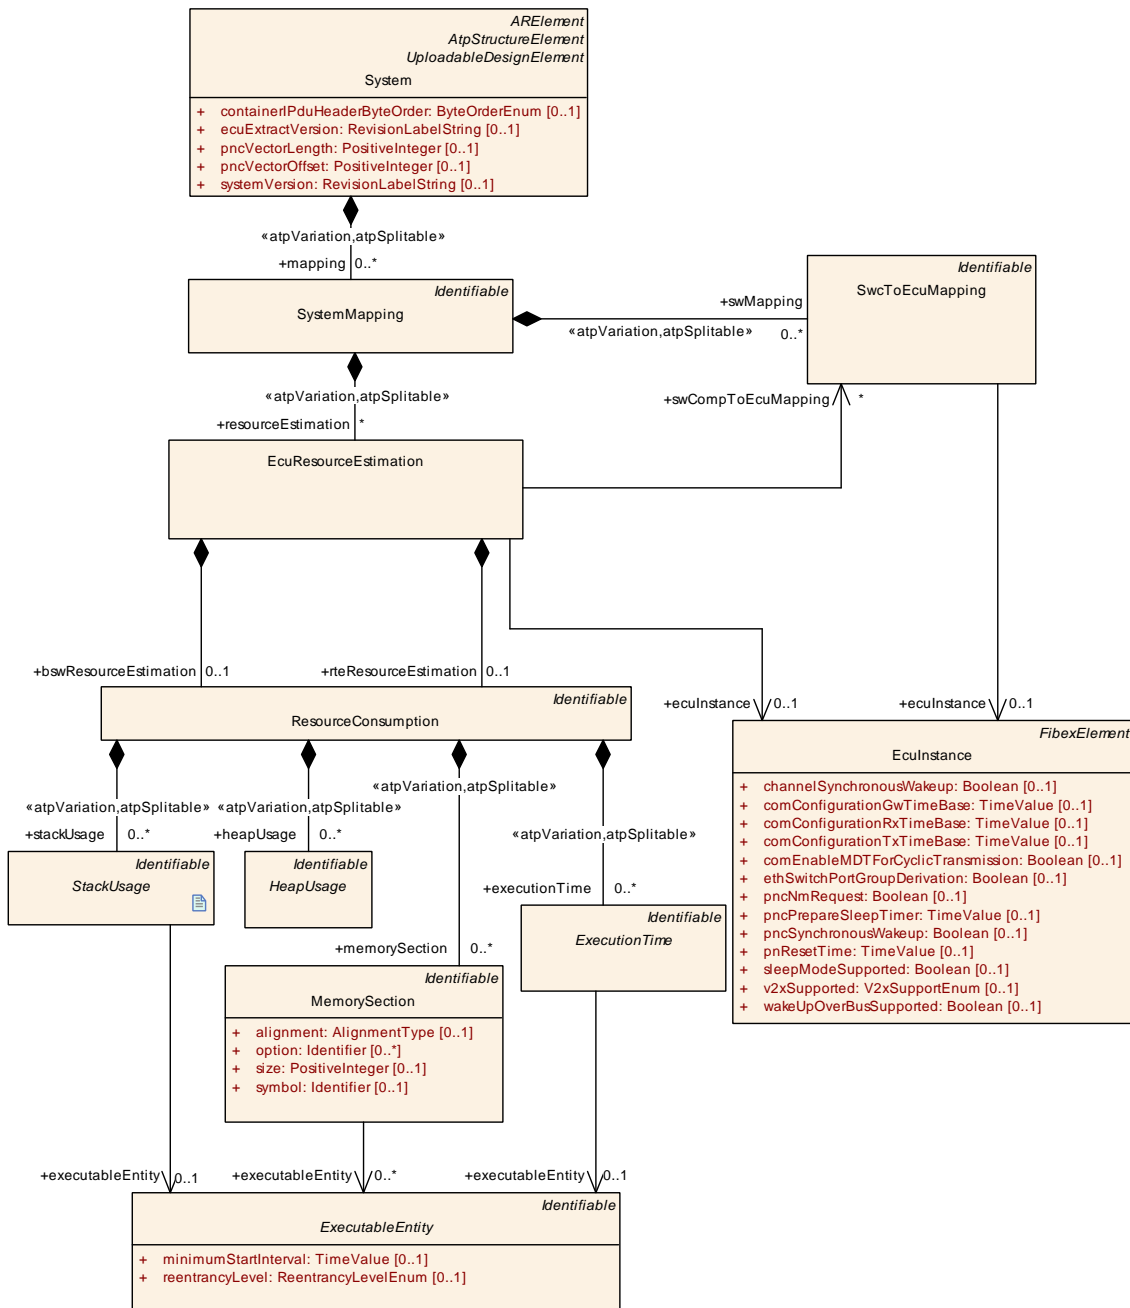 ARElement
AtpStructureElement
UploadableDesignElement
System
+ containerIPduHeaderByteOrder: ByteOrderEnum [0..1]
+ ecuExtractVersion: RevisionLabelString [0..1]
+ pncVectorLength: PositiveInteger [0..1]
+ pncVectorOffset: PositiveInteger [0..1]
+ systemVersion: RevisionLabelString [0..1]
«atpVariation,atpSplitable»
+mapping 0..*
Identifiable
SystemMapping
Identifiable
SwcToEcuMapping
+swMapping
«atpVariation,atpSplitable» 0..*
«atpVariation,atpSplitable»
+resourceEstimation *
+swCompToEcuMapping *
EcuResourceEstimation
+bswResourceEstimation 0..1
+rteResourceEstimation 0..1
+ecuInstance 0..1
+ecuInstance 0..1
Identifiable
ResourceConsumption
FibexElement
EcuInstance
+ channelSynchronousWakeup: Boolean [0..1]
+ comConfigurationGwTimeBase: TimeValue [0..1]
+ comConfigurationRxTimeBase: TimeValue [0..1]
+ comConfigurationTxTimeBase: TimeValue [0..1]
+ comEnableMDTForCyclicTransmission: Boolean [0..1]
+ ethSwitchPortGroupDerivation: Boolean [0..1]
+ pncNmRequest: Boolean [0..1]
+ pncPrepareSleepTimer: TimeValue [0..1]
+ pncSynchronousWakeup: Boolean [0..1]
+ pnResetTime: TimeValue [0..1]
+ sleepModeSupported: Boolean [0..1]
+ v2xSupported: V2xSupportEnum [0..1]
+ wakeUpOverBusSupported: Boolean [0..1]
«atpVariation,atpSplitable»
+stackUsage 0..*
«atpVariation,atpSplitable»
+heapUsage 0..*
«atpVariation,atpSplitable»
+memorySection 0..*
«atpVariation,atpSplitable»
+executionTime 0..*
Identifiable
StackUsage
Identifiable
HeapUsage
Identifiable
ExecutionTime
Identifiable
MemorySection
+ alignment: AlignmentType [0..1]
+ option: Identifier [0..*]
+ size: PositiveInteger [0..1]
+ symbol: Identifier [0..1]
+executableEntity 0..1
+executableEntity 0..*
+executableEntity 0..1
Identifiable
ExecutableEntity
+ minimumStartInterval: TimeValue [0..1]
+ reentrancyLevel: ReentrancyLevelEnum [0..1]